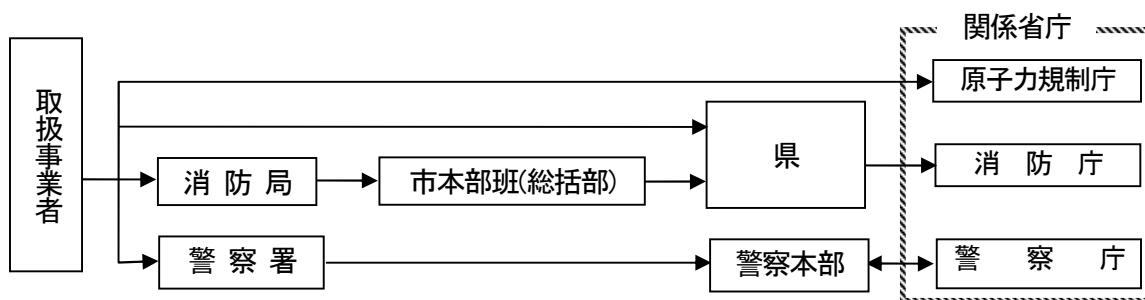 関係省庁
取扱事業者
原子力規制庁
県
消防局
市本部班(総括部)
消防庁
警察署
警察本部
警察庁